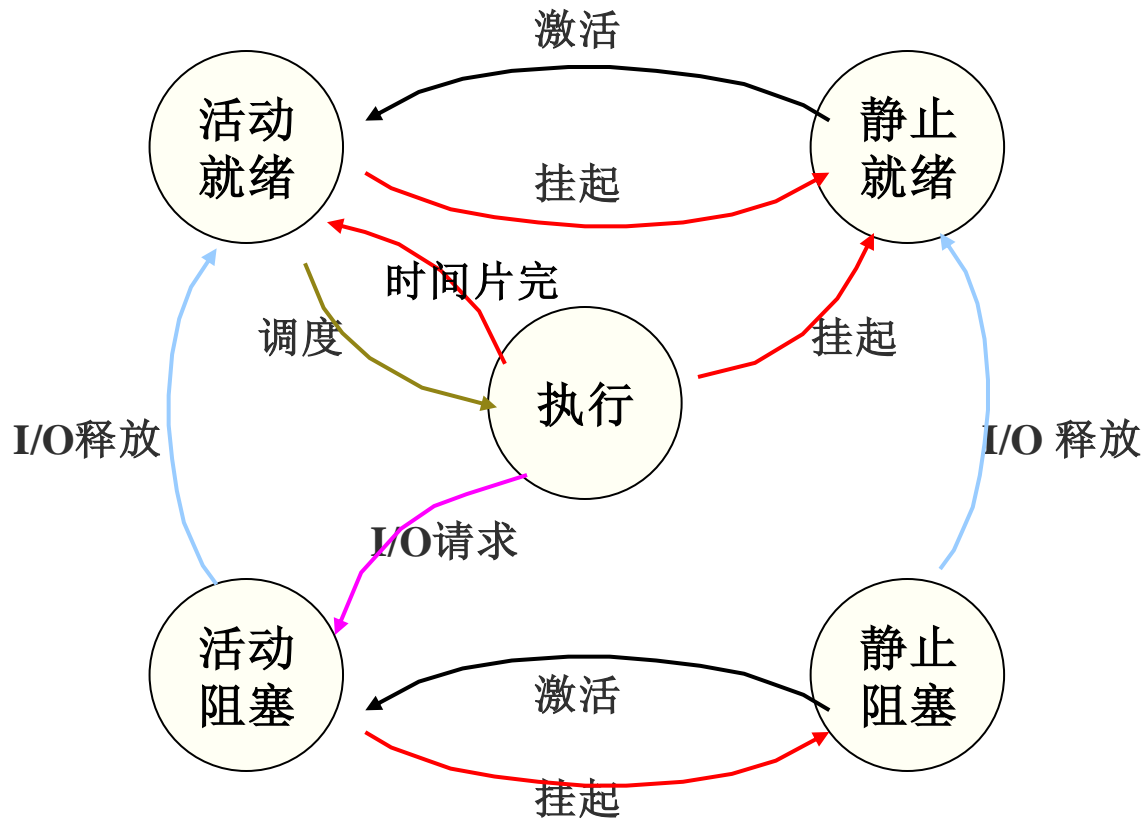 激活
活动
就绪
静止
就绪
挂起
时间片完
调度
挂起
执行
I/O释放
I/O 释放
I/O请求
活动
阻塞
静止
阻塞
激活
挂起